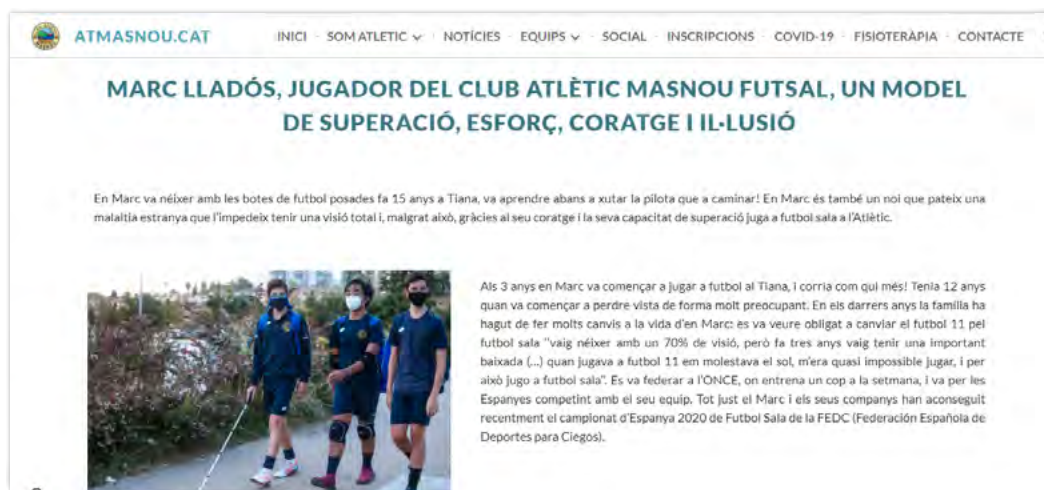 ATMASNOU.CAT
INICI - SOM ATLETIC - NOTÍCIES - EQUIPS - SOCIAL - INSCRIPCIONS - COVID-19 - FISIOTERÀPIA - CONTACTE
MARC LLADÓS, JUGADOR DEL CLUB ATLÈTIC MASNOU FUTSAL, UN MODEL
DE SUPERACIÓ, ESFORÇ, CORATGE I IL·LUSIÓ
En Marc va néixer amb les botes de futbol posades fa 15 anys a Tiana, va aprendre abans a xutar la pilota que a caminar! En Marc és també un noi que pateix una
malaltia estranya que l'impedeix tenir una visió total i, malgrat això, gràcies al seu coratge i la seva capacitat de superació juga a futbol sala a l'Atlètic.
Als 3 anys en Marc va començar a jugar a futbol al Tiana, i corria com qui més! Tenia 12 anys
quan va començar a perdre vista de forma molt preocupant. En els darrers anys la família ha
hagut de fer molts canvis a la vida d'en Marc: es va veure obligat a canviar el futbol 11 pel
futbol sala "vaig néixer amb un 70% de visió, però fa tres anys vaig tenir una important
baixada (...) quan jugava a futbol 11 em molestava el sol, m'era quasi impossible jugar, i per
això jugo a futbol sala". Es va federar a l'ONCE, on entrena un cop a la setmana, i va per les
Espanyes competint amb el seu equip. Tot just el Marc i els seus companys han aconseguit
recentment el campionat d'Espanya 2020 de Futbol Sala de la FEDC (Federación Española de
Deportes para Ciegos).